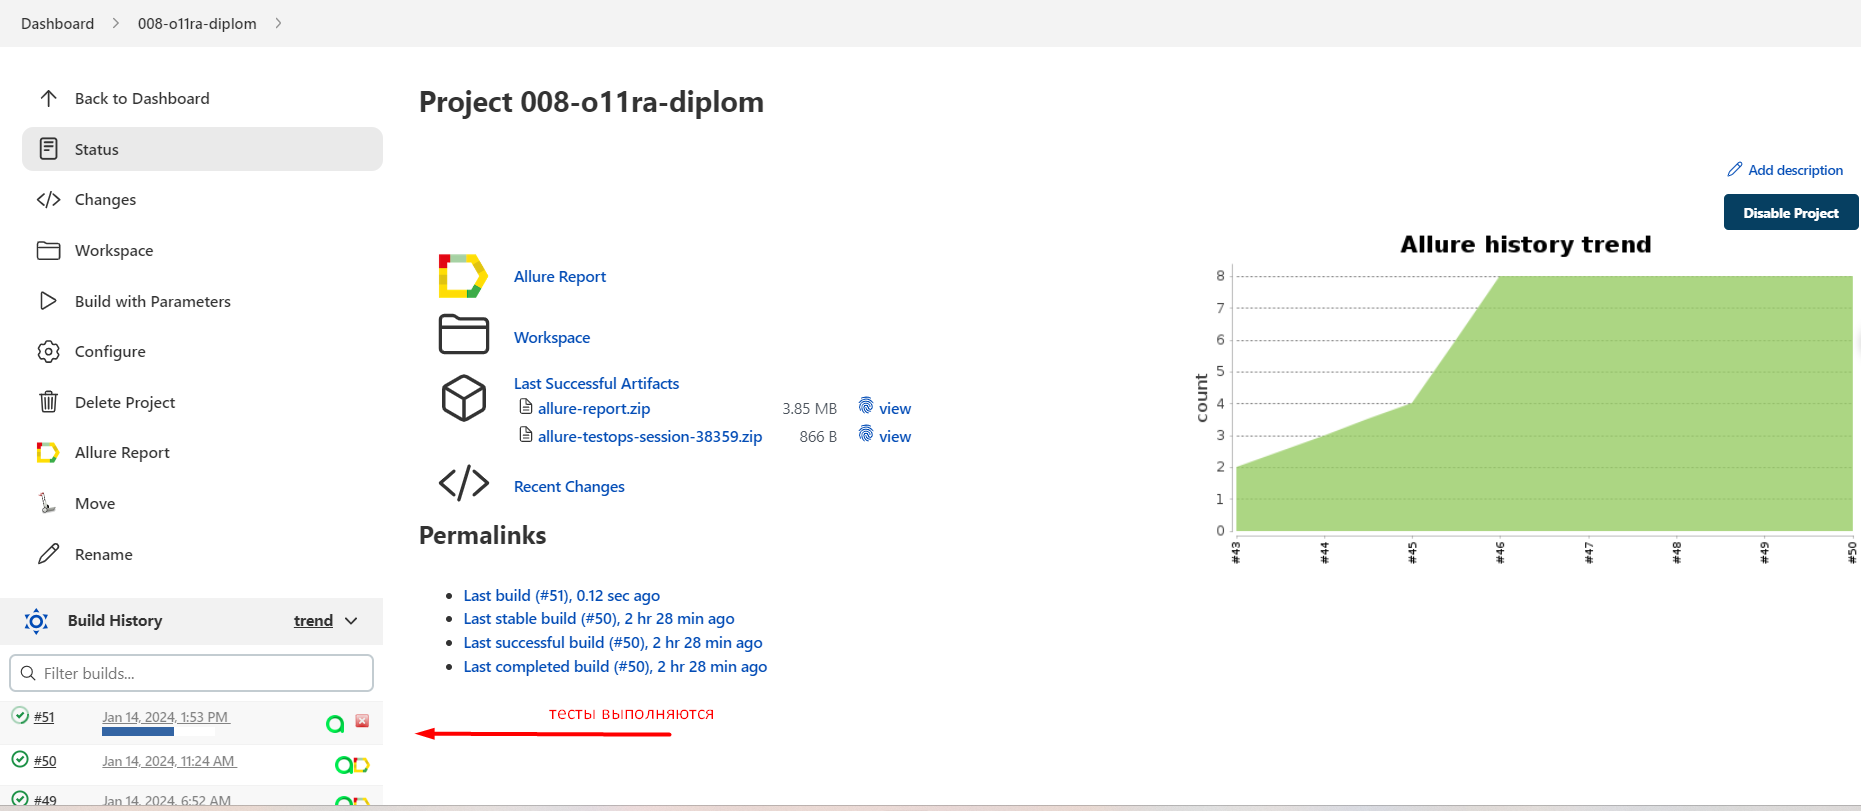 Dashboard
008-o11ra-diplom
Back to Dashboard
Status
Changes
Workspace
Build with Parameters
Configure
Delete Project
Allure Report
Move
Rename
Build History
trend
Filter builds...
#51
Jan 14, 2024, 1:53 PM
#50
Jan 14, 2024, 11:24 AM
#49
Jan 14, 2024, 6:52 AM
Project 008-o11ra-diplom
Add description
Disable Project
Allure Report
Workspace
Last Successful Artifacts
allure-report.zip 3.85 MB view
allure-testops-session-38359.zip 866 B view
Recent Changes
Permalinks
Last build (#51), 0.12 sec ago
Last stable build (#50), 2 hr 28 min ago
Last successful build (#50), 2 hr 28 min ago
Last completed build (#50), 2 hr 28 min ago
тесты выполняются
Allure history trend
count
8
7
6
5
4
3
2
1
0
#43
#44
#45
#46
#47
#48
#49
#50